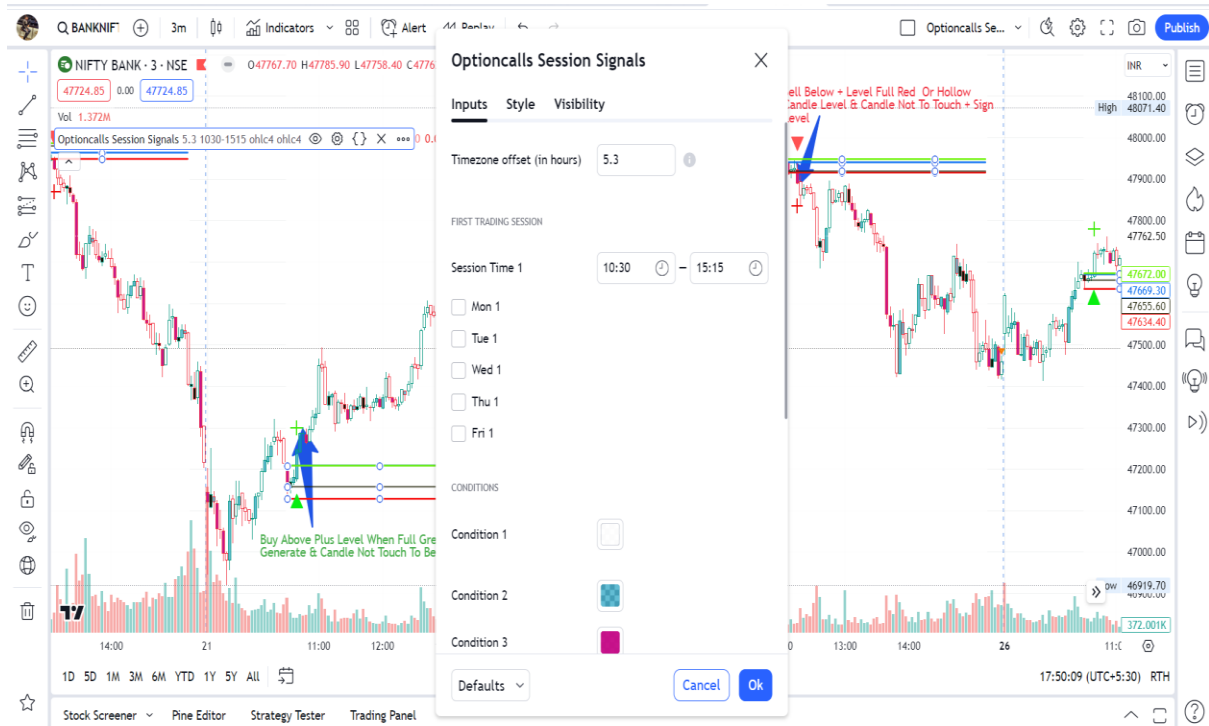 BANKNIF
3m
Indicators
Alert
Replay
Optioncalls Se...
Publish
NIFTY BANK · 3 · NSE
O47767.70 H47785.90 L47758.40 C4776
47724.85
0.00
47724.85
Vol 1.372M
Optioncalls Session Signals 5.3 1030-1515 ohlc4 ohlc4
Buy Above Plus Level When Full Gre
Generate & Candle Not Touch To Be
Optioncalls Session Signals
Inputs
Style
Visibility
Timezone offset (in hours)
5.3
FIRST TRADING SESSION
Session Time 1
10:30
–
15:15
Mon 1
Tue 1
Wed 1
Thu 1
Fri 1
CONDITIONS
Condition 1
Condition 2
Condition 3
Defaults
Cancel
Ok
ell Below + Level Full Red Or Hollow
Candle Level & Candle Not To Touch + Sign
evel
INR
48100.00
High 48071.40
48000.00
47900.00
47800.00
47762.50
47672.00
47669.30
47655.60
47634.40
47500.00
47400.00
47300.00
47200.00
47100.00
47000.00
ow 46919.70
372.001K
14:00
21
11:00
12:00
13:00
14:00
26
1D 5D 1M 3M 6M YTD 1Y 5Y All
17:50:09 (UTC+5:30) RTH
Stock Screener
Pine Editor
Strategy Tester
Trading Panel